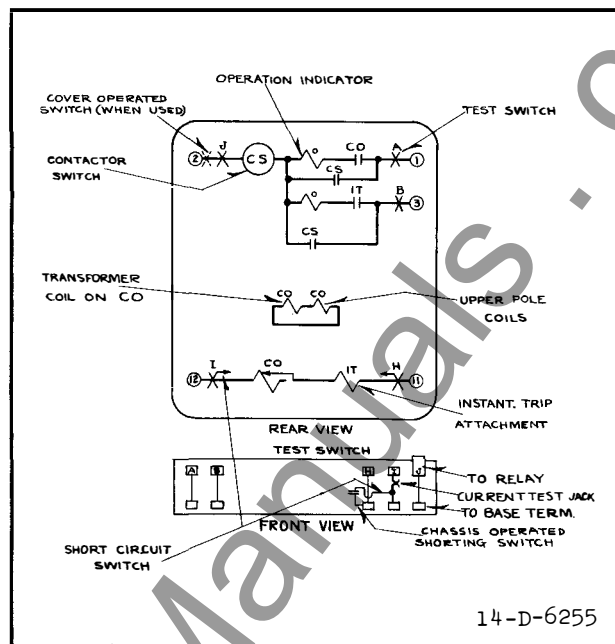 OPERATION INDICATOR
COVER OPERATED
SWITCH (WHEN USED)
TEST SWITCH
CONTACTOR
SWITCH
2
J
CS
O
CO
A
1
CS
O
IT
B
3
CS
TRANSFORMER
COIL ON CO
CO CO
UPPER POLE
COILS
12
I
CO
IT
H
11
INSTANT. TRIP
ATTACHMENT
REAR VIEW
TEST SWITCH
A B H I J
TO RELAY
CURRENT TEST JACK
TO BASE TERM.
FRONT VIEW
CHASSIS OPERATED
SHORTING SWITCH
SHORT CIRCUIT
SWITCH
14-D-6255
Manuals . c